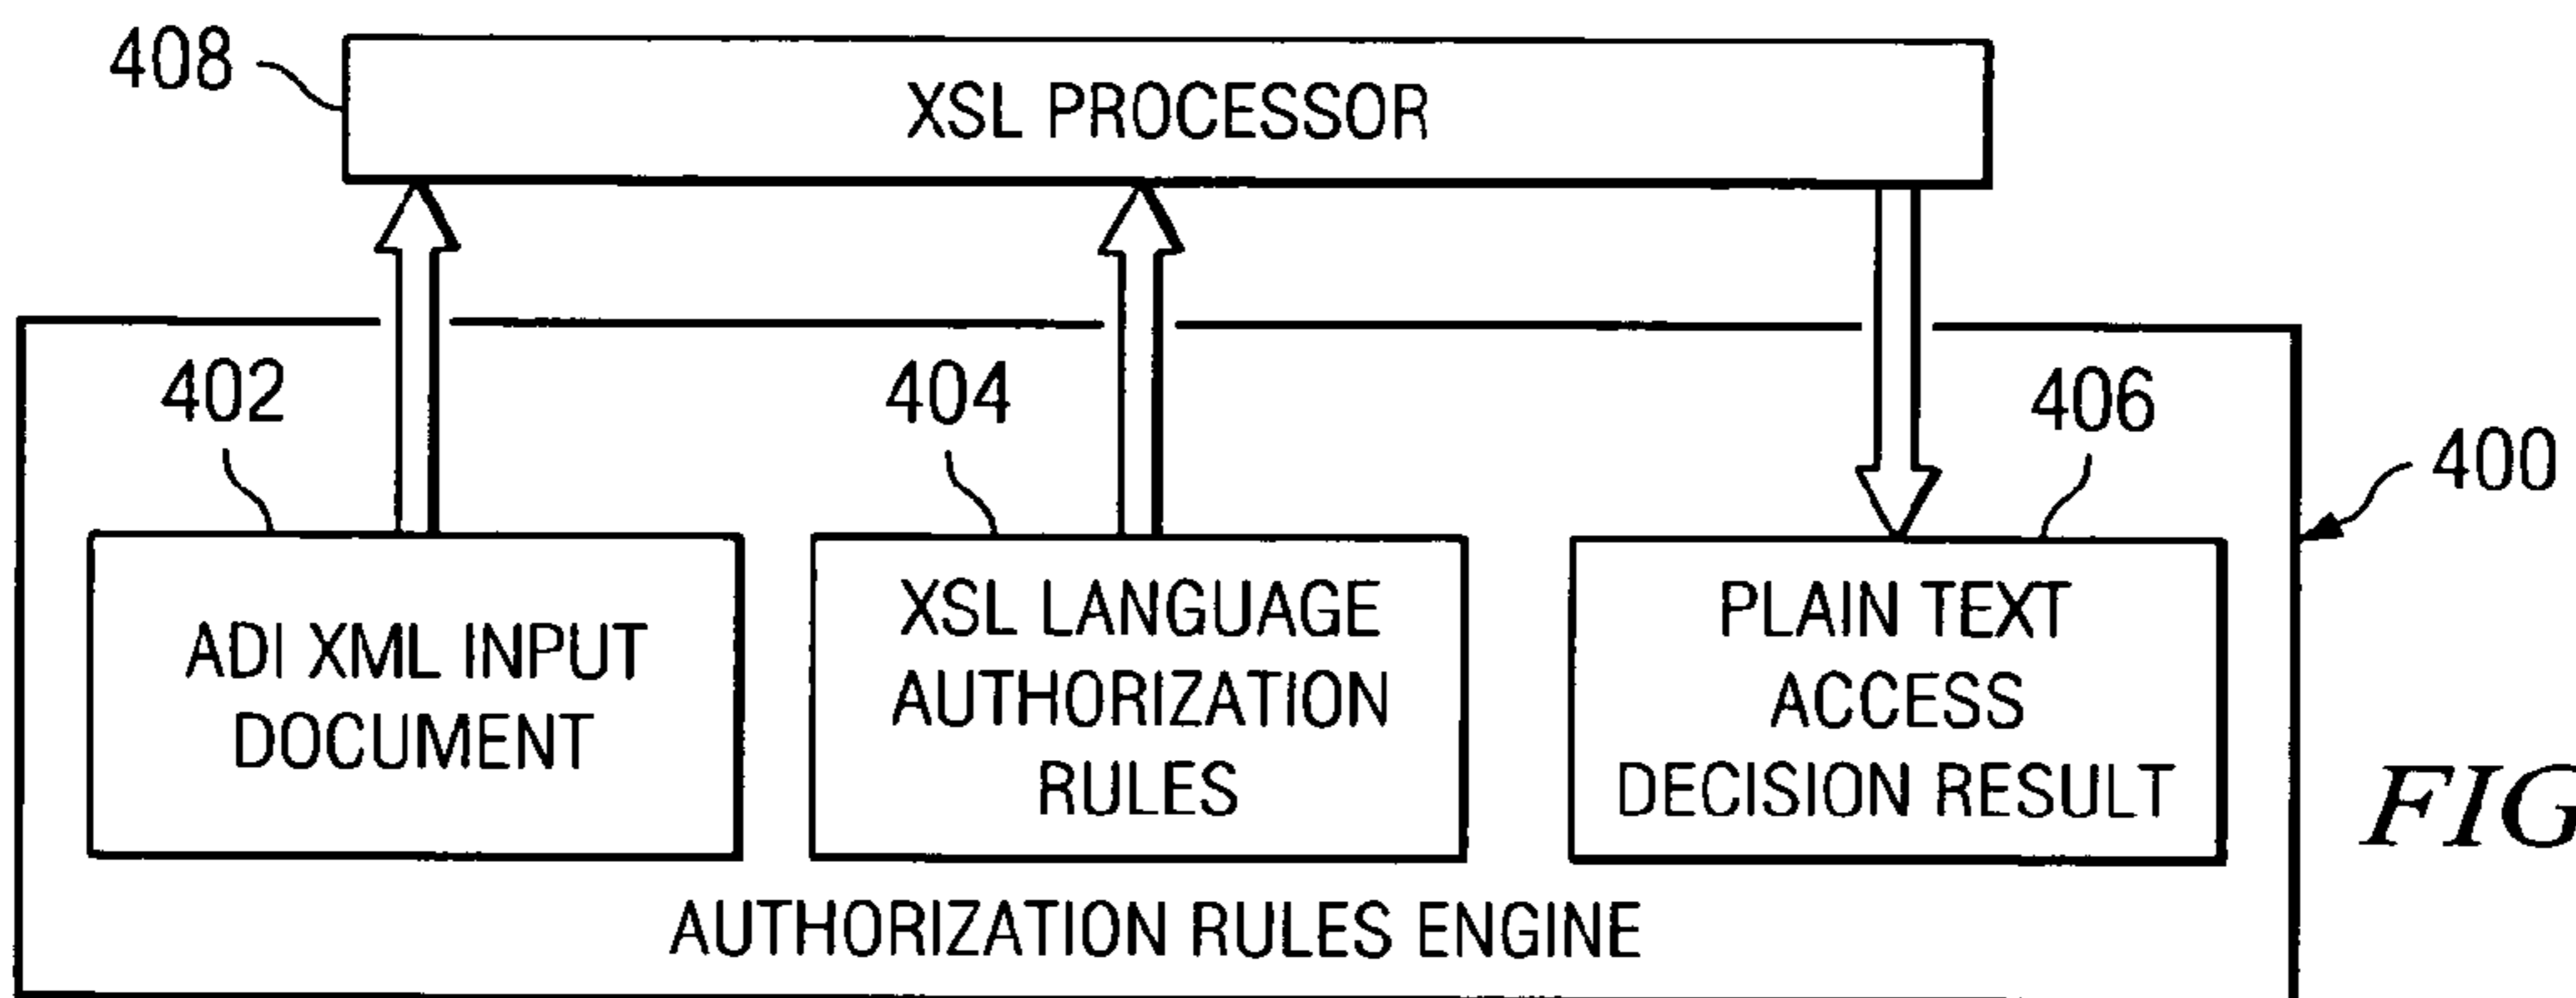 408
XSL PROCESSOR
402
404
406
400
ADI XML INPUT
DOCUMENT
XSL LANGUAGE
AUTHORIZATION
RULES
PLAIN TEXT
ACCESS
DECISION RESULT
FIG
AUTHORIZATION RULES ENGINE